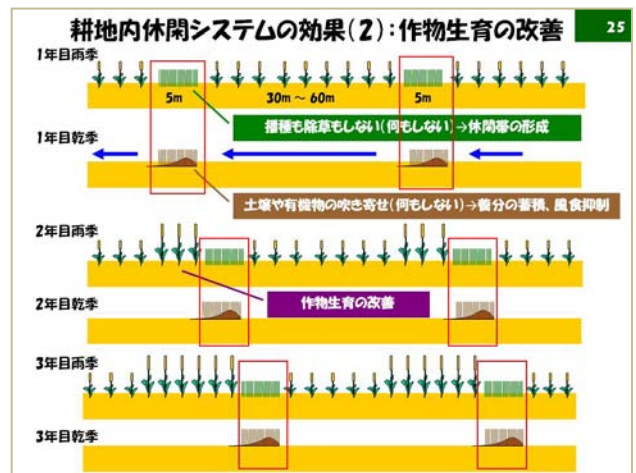 耕地内休閑システムの効果(2):作物生育の改善
25
1年目雨季
5m
30m ~ 60m
5m
播種も除草もしない(何もしない)→休閑帯の形成
1年目乾季
土壌や有機物の吹き寄せ(何もしない)→養分の蓄積、風食抑制
2年目雨季
作物生育の改善
2年目乾季
3年目雨季
3年目乾季